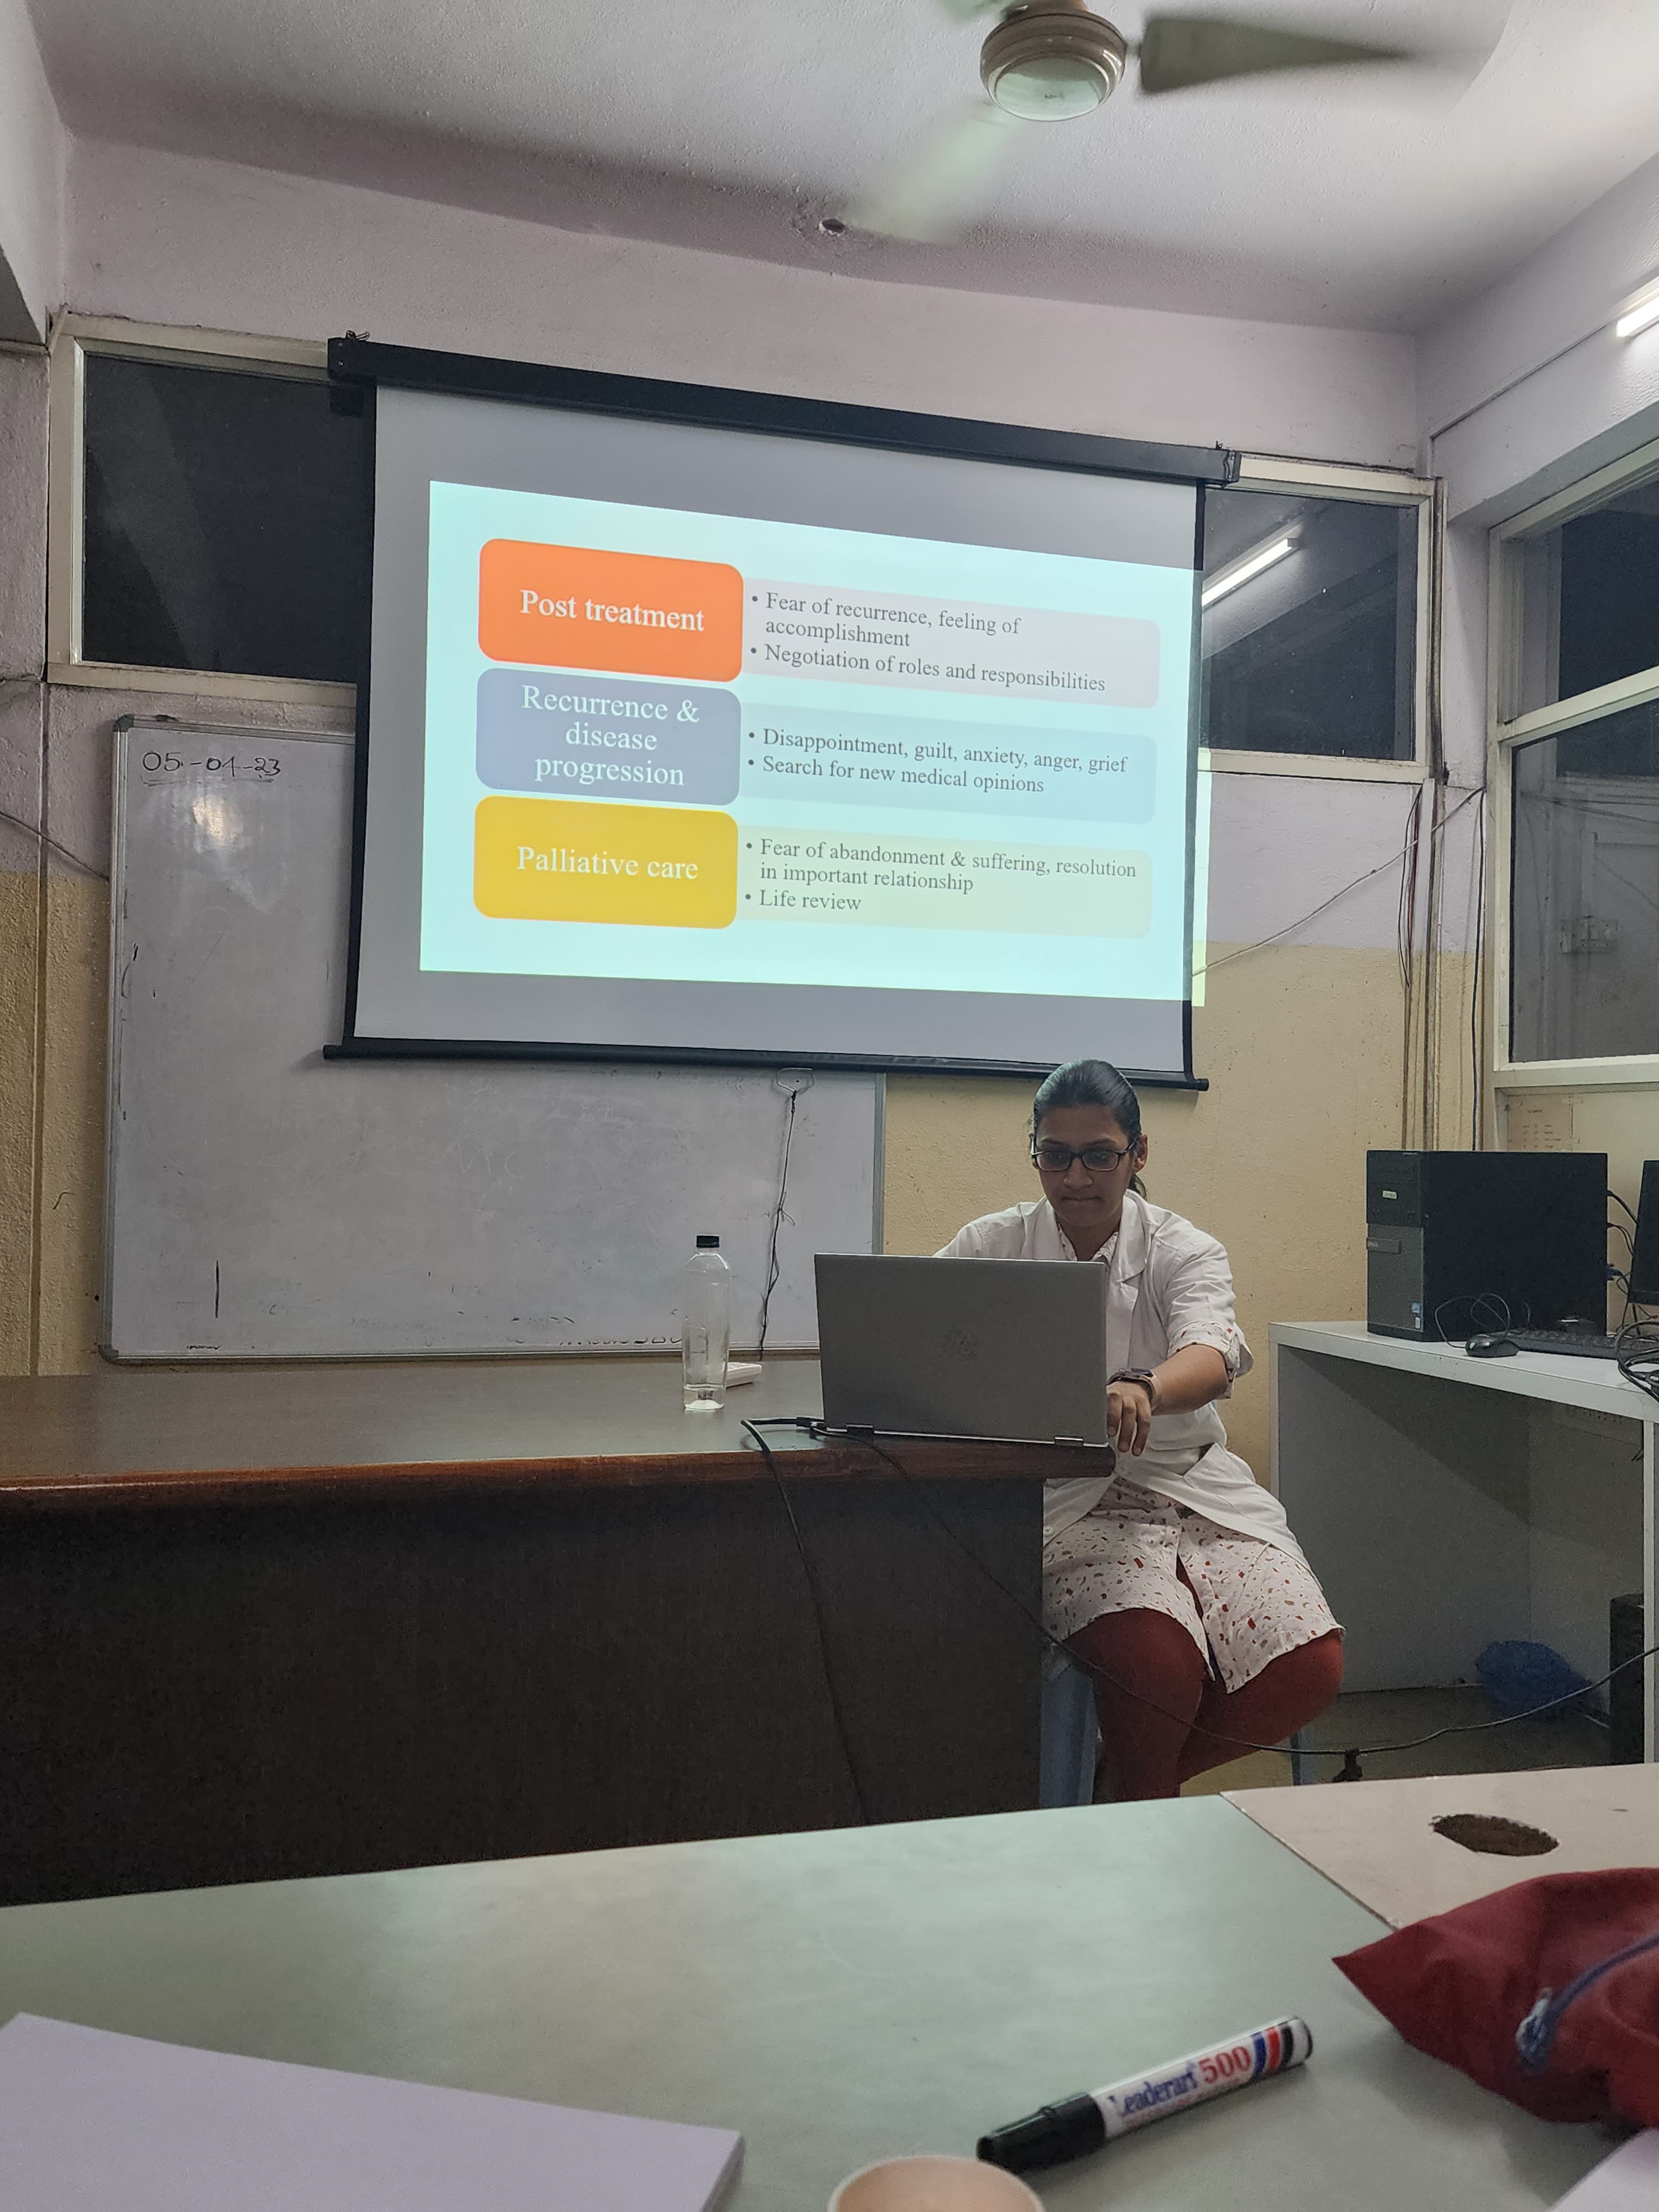 Post treatment
• Fear of recurrence, feeling of
accomplishment
• Negotiation of roles and responsibilities
Recurrence &
disease
progression
• Disappointment, guilt, anxiety, anger, grief
• Search for new medical opinions
Palliative care
• Fear of abandonment & suffering, resolution
in important relationship
• Life review
05-04-23
Leaderart 500